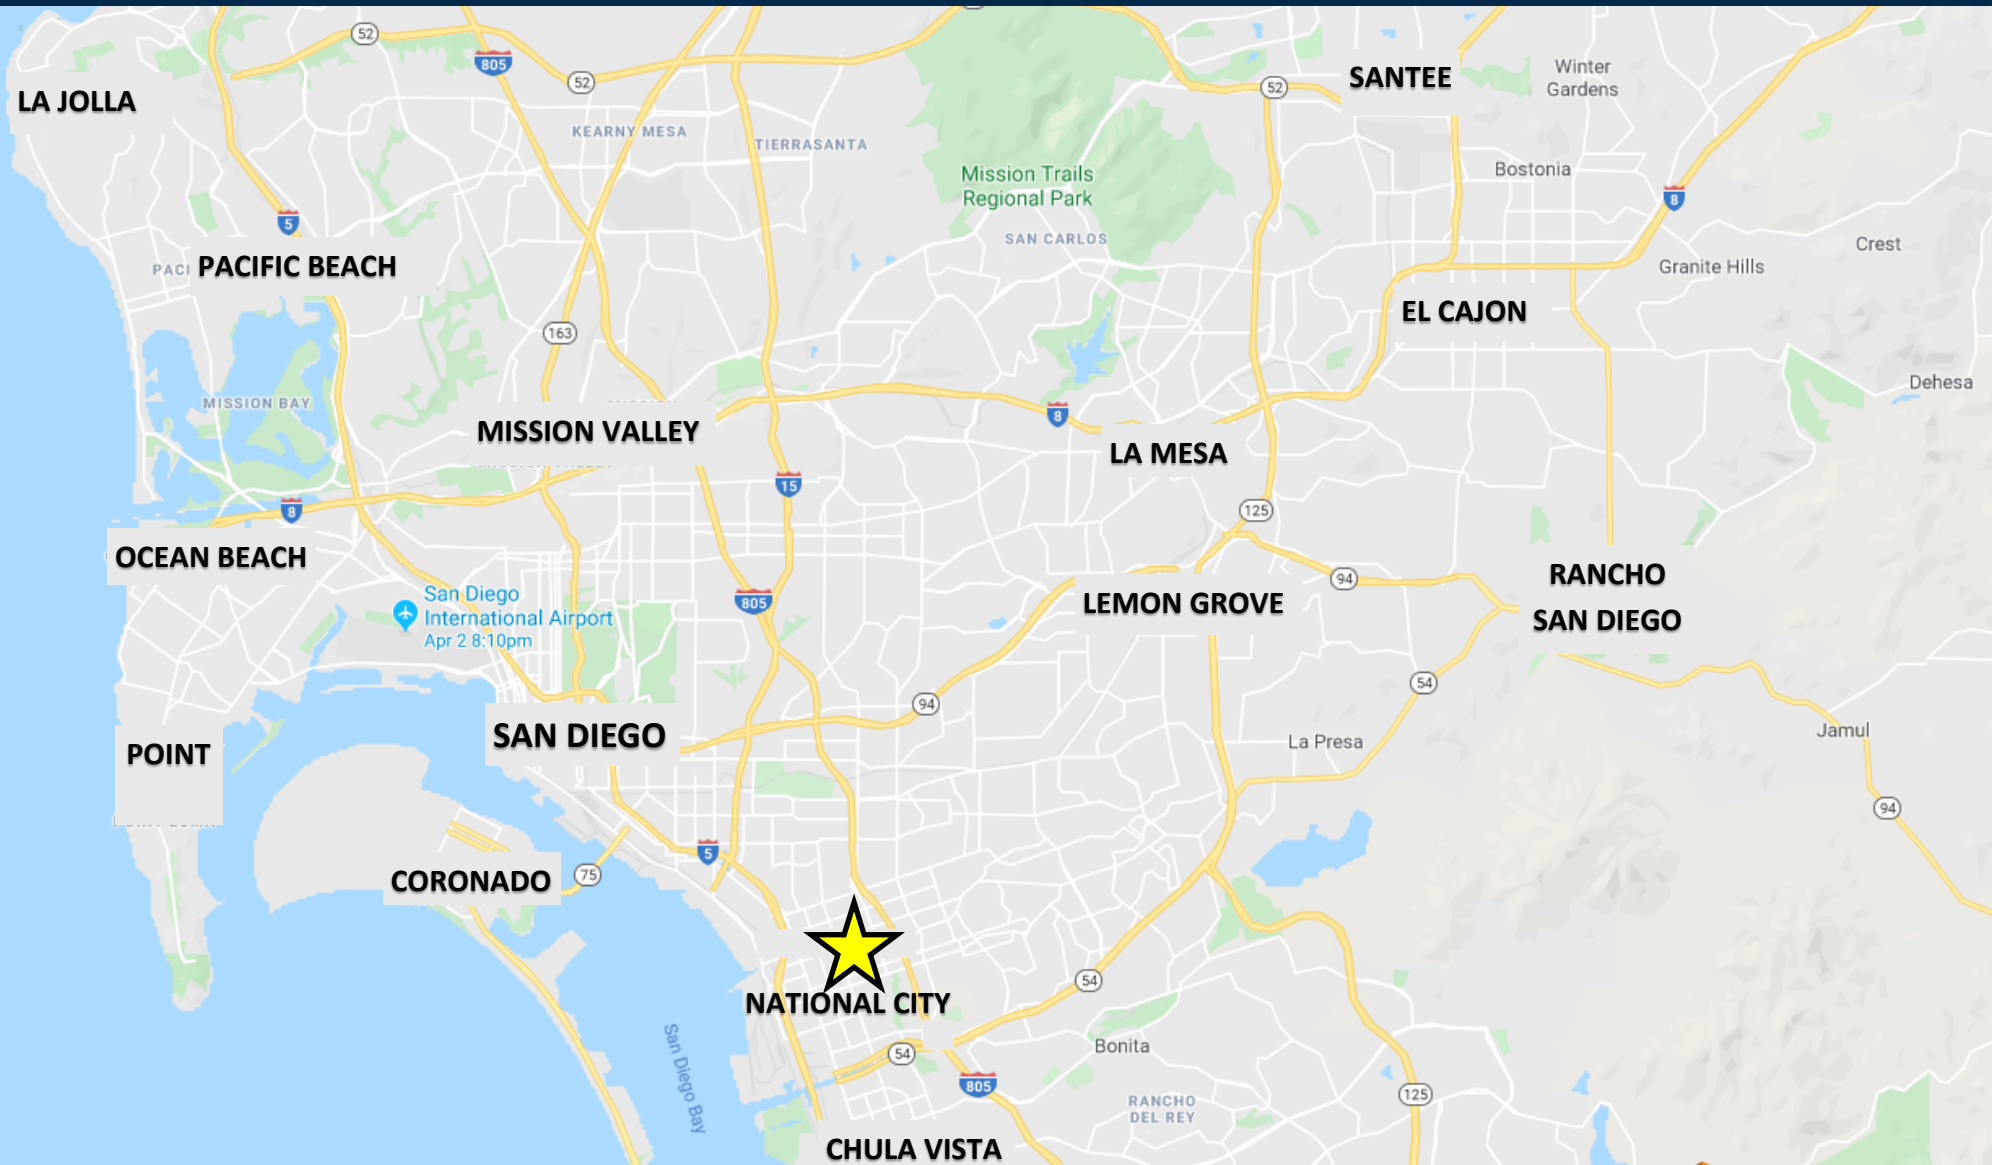 52
805
52
52
SANTEE
Winter
Gardens
LA JOLLA
KEARNY MESA
TIERRASANTA
Mission Trails
Regional Park
Bostonia
8
5
SAN CARLOS
Crest
PACI
PACIFIC BEACH
Granite Hills
EL CAJON
163
Dehesa
MISSION BAY
8
MISSION VALLEY
LA MESA
15
8
125
OCEAN BEACH
San Diego
International Airport
Apr 2 8:10pm
805
LEMON GROVE
94
RANCHO
SAN DIEGO
54
94
SAN DIEGO
La Presa
Jamul
POINT
94
5
CORONADO
75
54
NATIONAL CITY
San Diego Bay
54
Bonita
805
125
RANCHO
DEL REY
CHULA VISTA